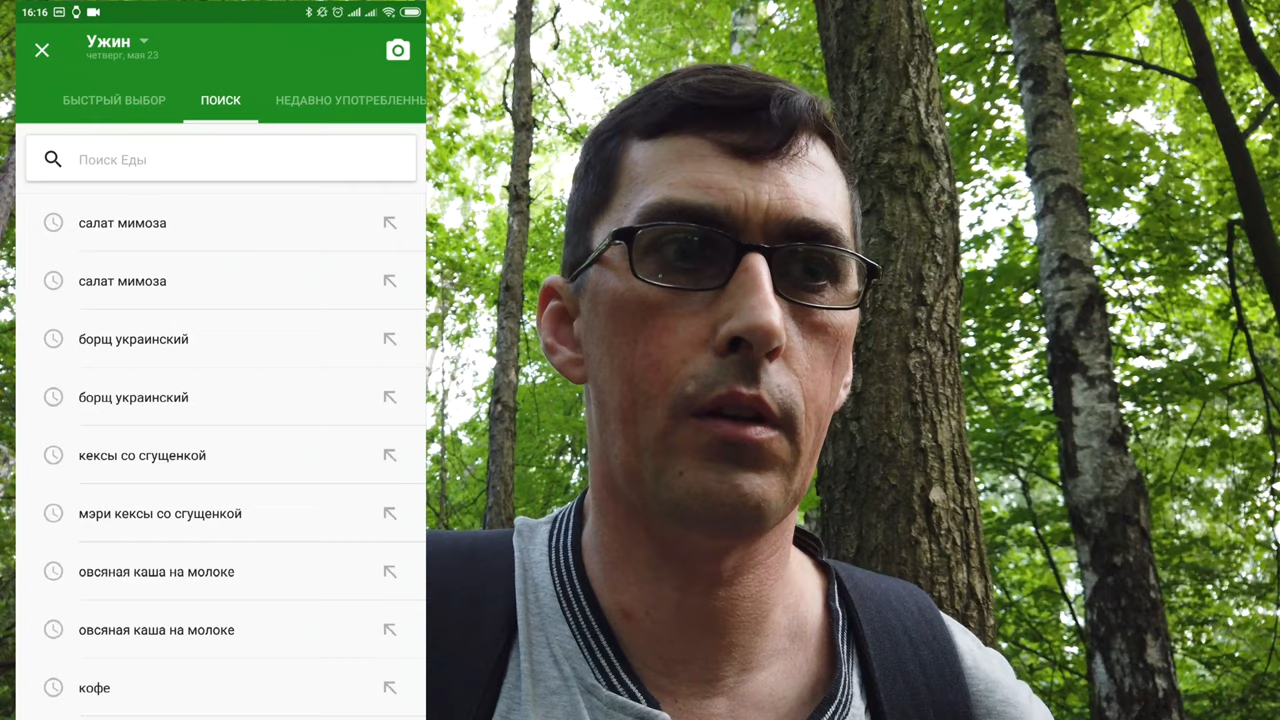 16:16
Ужин
четверг, мая 23
БЫСТРЫЙ ВЫБОР ПОИСК НЕДАВНО УПОТРЕБЛЕННЫ
Поиск Еды
салат мимоза
салат мимоза
борщ украинский
борщ украинский
кексы со сгущенкой
мэри кексы со сгущенкой
овсяная каша на молоке
овсяная каша на молоке
кофе